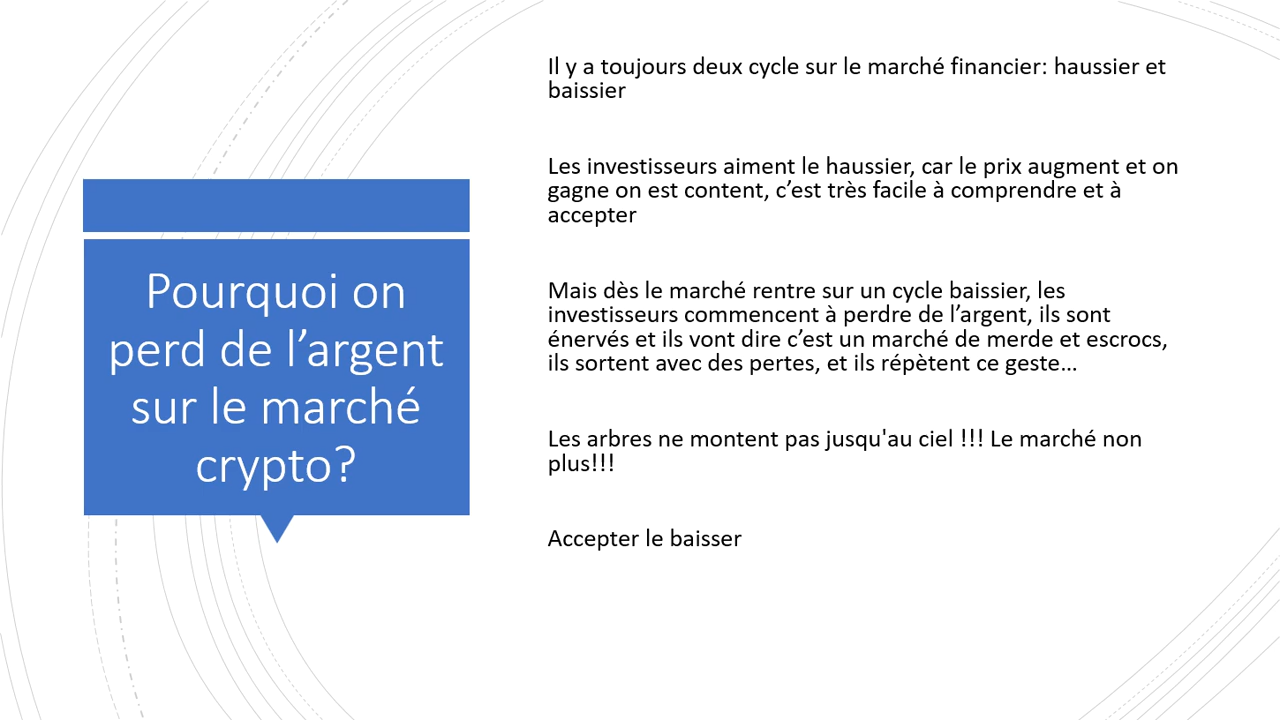 Pourquoi on
perd de l’argent
sur le marché
crypto?
Il y a toujours deux cycle sur le marché financier: haussier et
baissier
Les investisseurs aiment le haussier, car le prix augment et on
gagne on est content, c’est très facile à comprendre et à
accepter
Mais dès le marché rentre sur un cycle baissier, les
investisseurs commencent à perdre de l’argent, ils sont
énervés et ils vont dire c’est un marché de merde et escrocs,
ils sortent avec des pertes, et ils répètent ce geste…
Les arbres ne montent pas jusqu'au ciel !!! Le marché non
plus!!!
Accepter le baisser